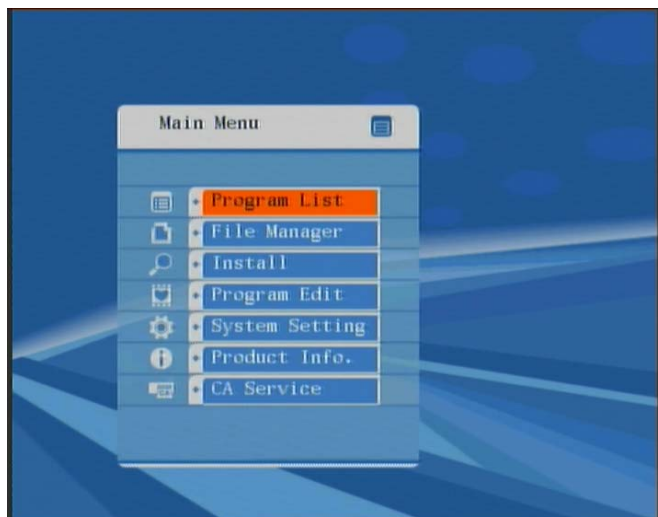 Main Menu
Program List
File Manager
Install
Program Edit
System Setting
Product Info.
CA Service